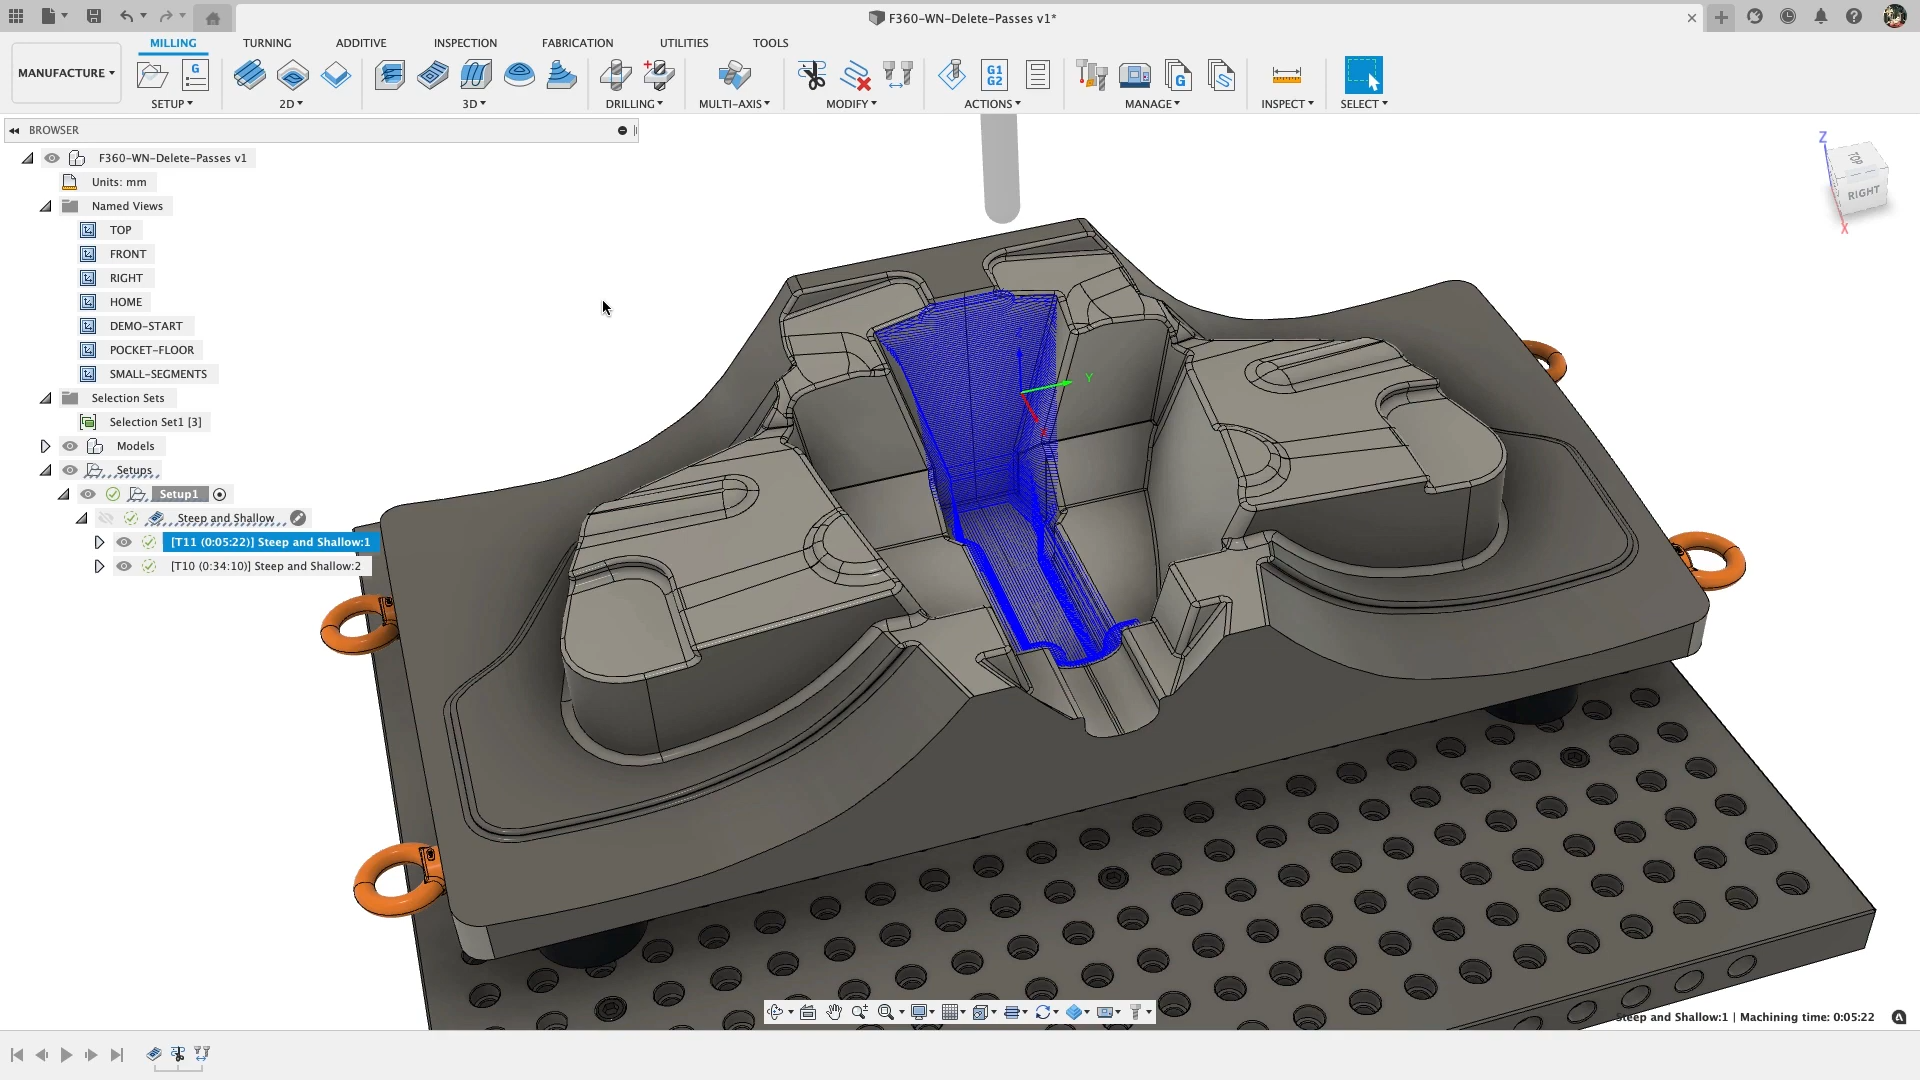 F360-WN-Delete-Passes v1*
MILLING TURNING ADDITIVE INSPECTION FABRICATION UTILITIES TOOLS
MANUFACTURE
G
G1
G2
G
SETUP 2D 3D DRILLING MULTI-AXIS MODIFY ACTIONS MANAGE INSPECT SELECT
BROWSER
F360-WN-Delete-Passes v1
Units: mm
Named Views
TOP
FRONT
RIGHT
HOME
DEMO-START
POCKET-FLOOR
SMALL-SEGMENTS
Selection Sets
Selection Set1 [3]
Models
Setups
Setup1
Steep and Shallow
[T11 (0:05:22)] Steep and Shallow:1
[T10 (0:34:10)] Steep and Shallow:2
Z
TOP
RIGHT
X
Y
Steep and Shallow:1 | Machining time: 0:05:22